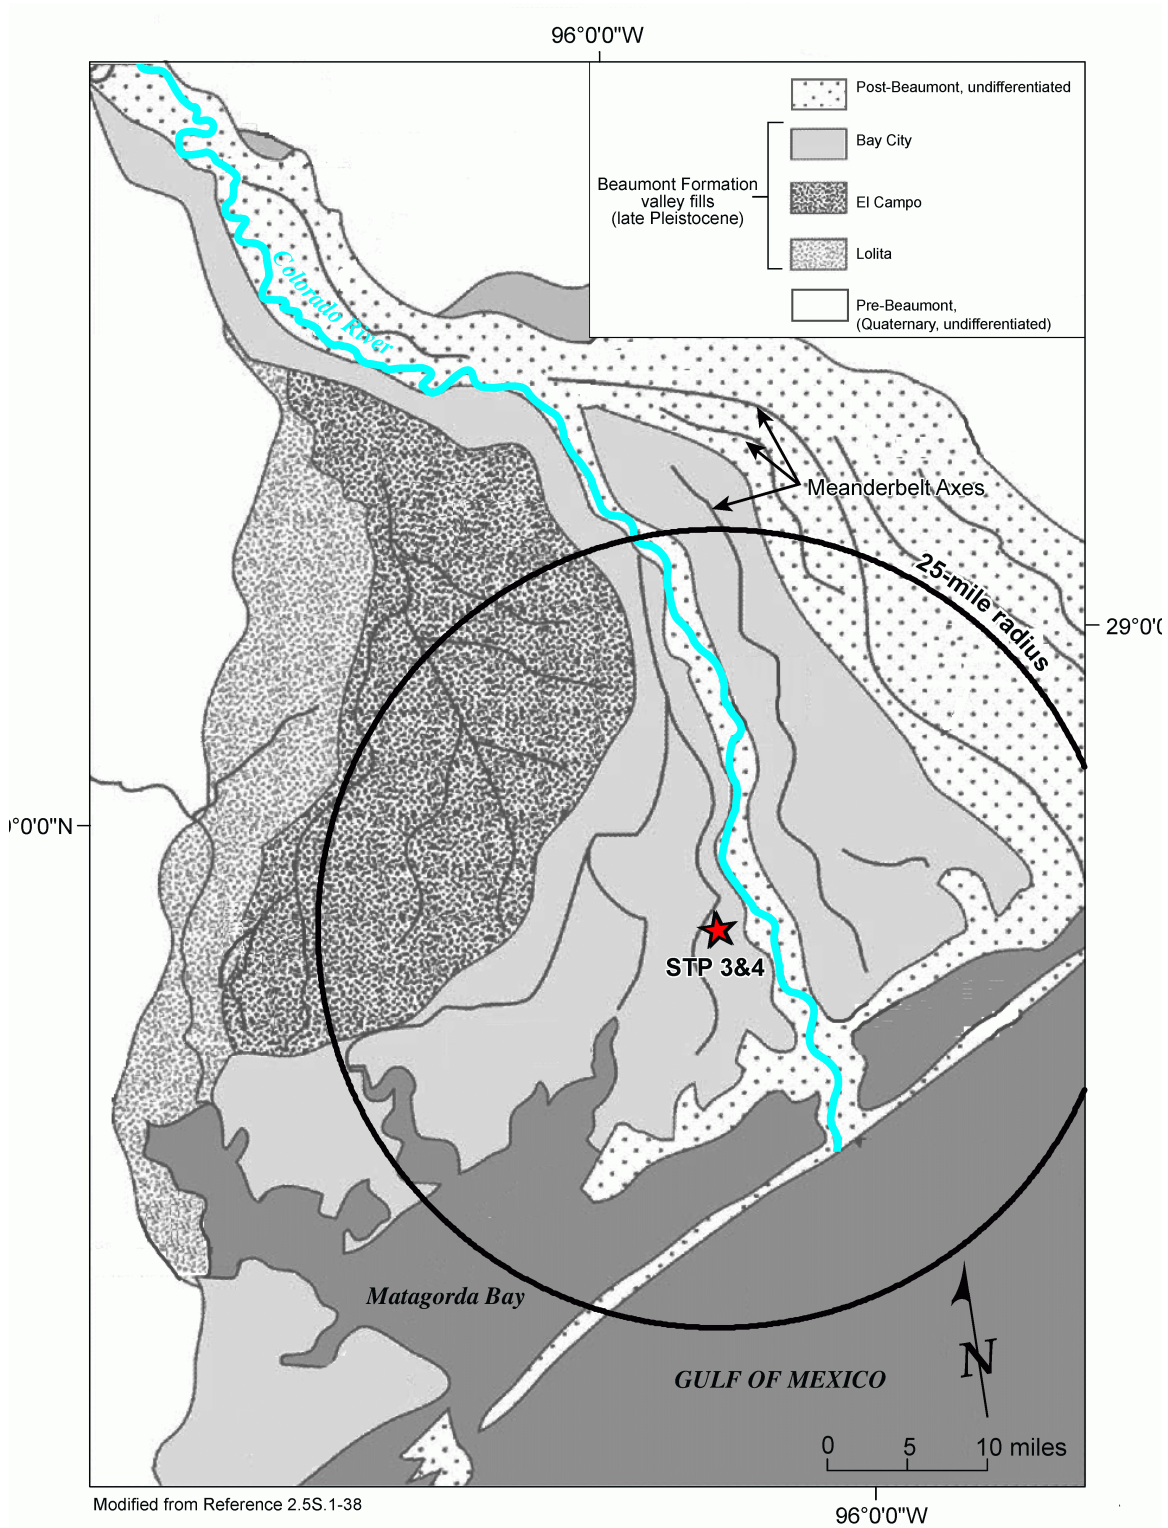 96°0'0"W
Post-Beaumont, undifferentiated
Bay City
Beaumont Formation
valley fills
(late Pleistocene)
El Campo
Lolita
Pre-Beaumont,
(Quaternary, undifferentiated)
Colorado River
Meanderbelt Axes
25-mile radius
29°0'0
)°0'0"N
STP 3&4
Matagorda Bay
GULF OF MEXICO
N
0 5 10 miles
Modified from Reference 2.5S.1-38
96°0'0"W